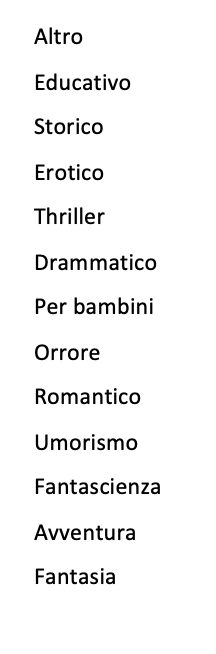 Altro
Educativo
Storico
Erotico
Thriller
Drammatico
Per bambini
Orrore
Romantico
Umorismo
Fantascienza
Avventura
Fantasia